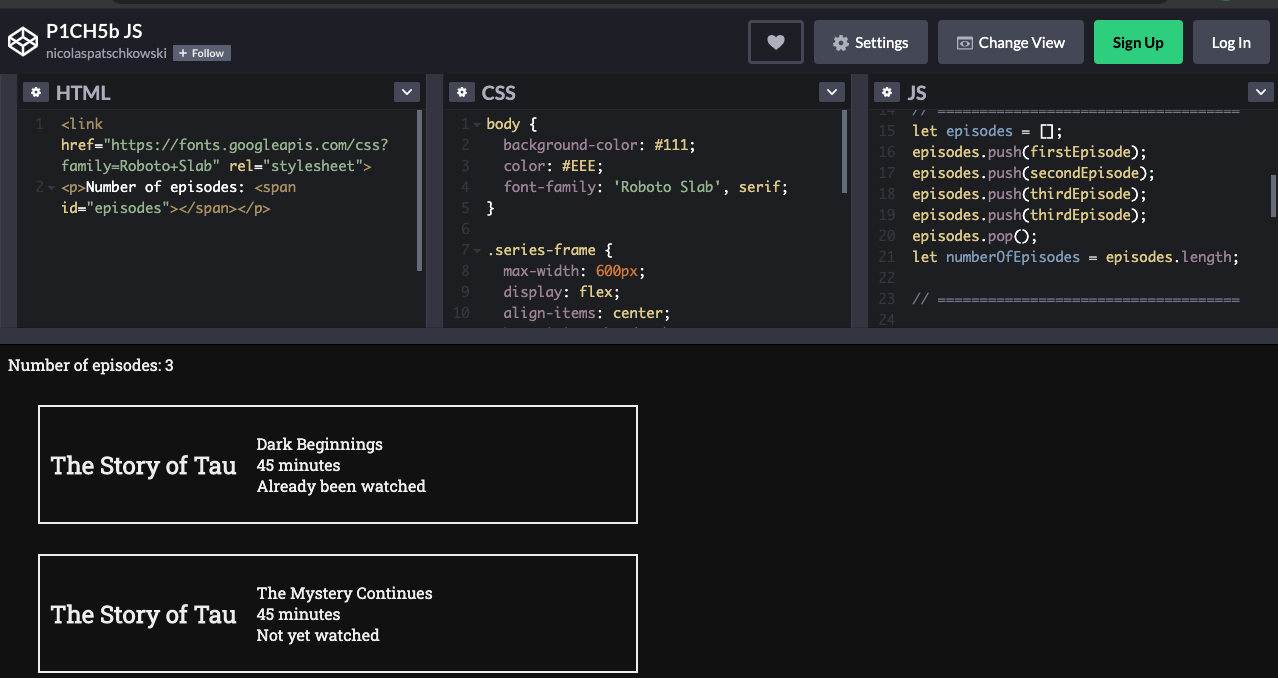 P1CH5b JS
nicolaspatschkowski + Follow
Settings
Change View
Sign Up
Log In
HTML
1 <link
href="https://fonts.googleapis.com/css?
family=Roboto+Slab" rel="stylesheet">
2 <p>Number of episodes: <span
id="episodes"></span></p>
CSS
1 body {
2 background-color: #111;
3 color: #EEE;
4 font-family: 'Roboto Slab', serif;
5 }
6
7 .series-frame {
8 max-width: 600px;
9 display: flex;
10 align-items: center;
JS
14 // ====================================
15 let episodes = [];
16 episodes.push(firstEpisode);
17 episodes.push(secondEpisode);
18 episodes.push(thirdEpisode);
19 episodes.push(thirdEpisode);
20 episodes.pop();
21 let numberOfEpisodes = episodes.length;
22
23 // ====================================
24
Number of episodes: 3
The Story of Tau
Dark Beginnings
45 minutes
Already been watched
The Story of Tau
The Mystery Continues
45 minutes
Not yet watched